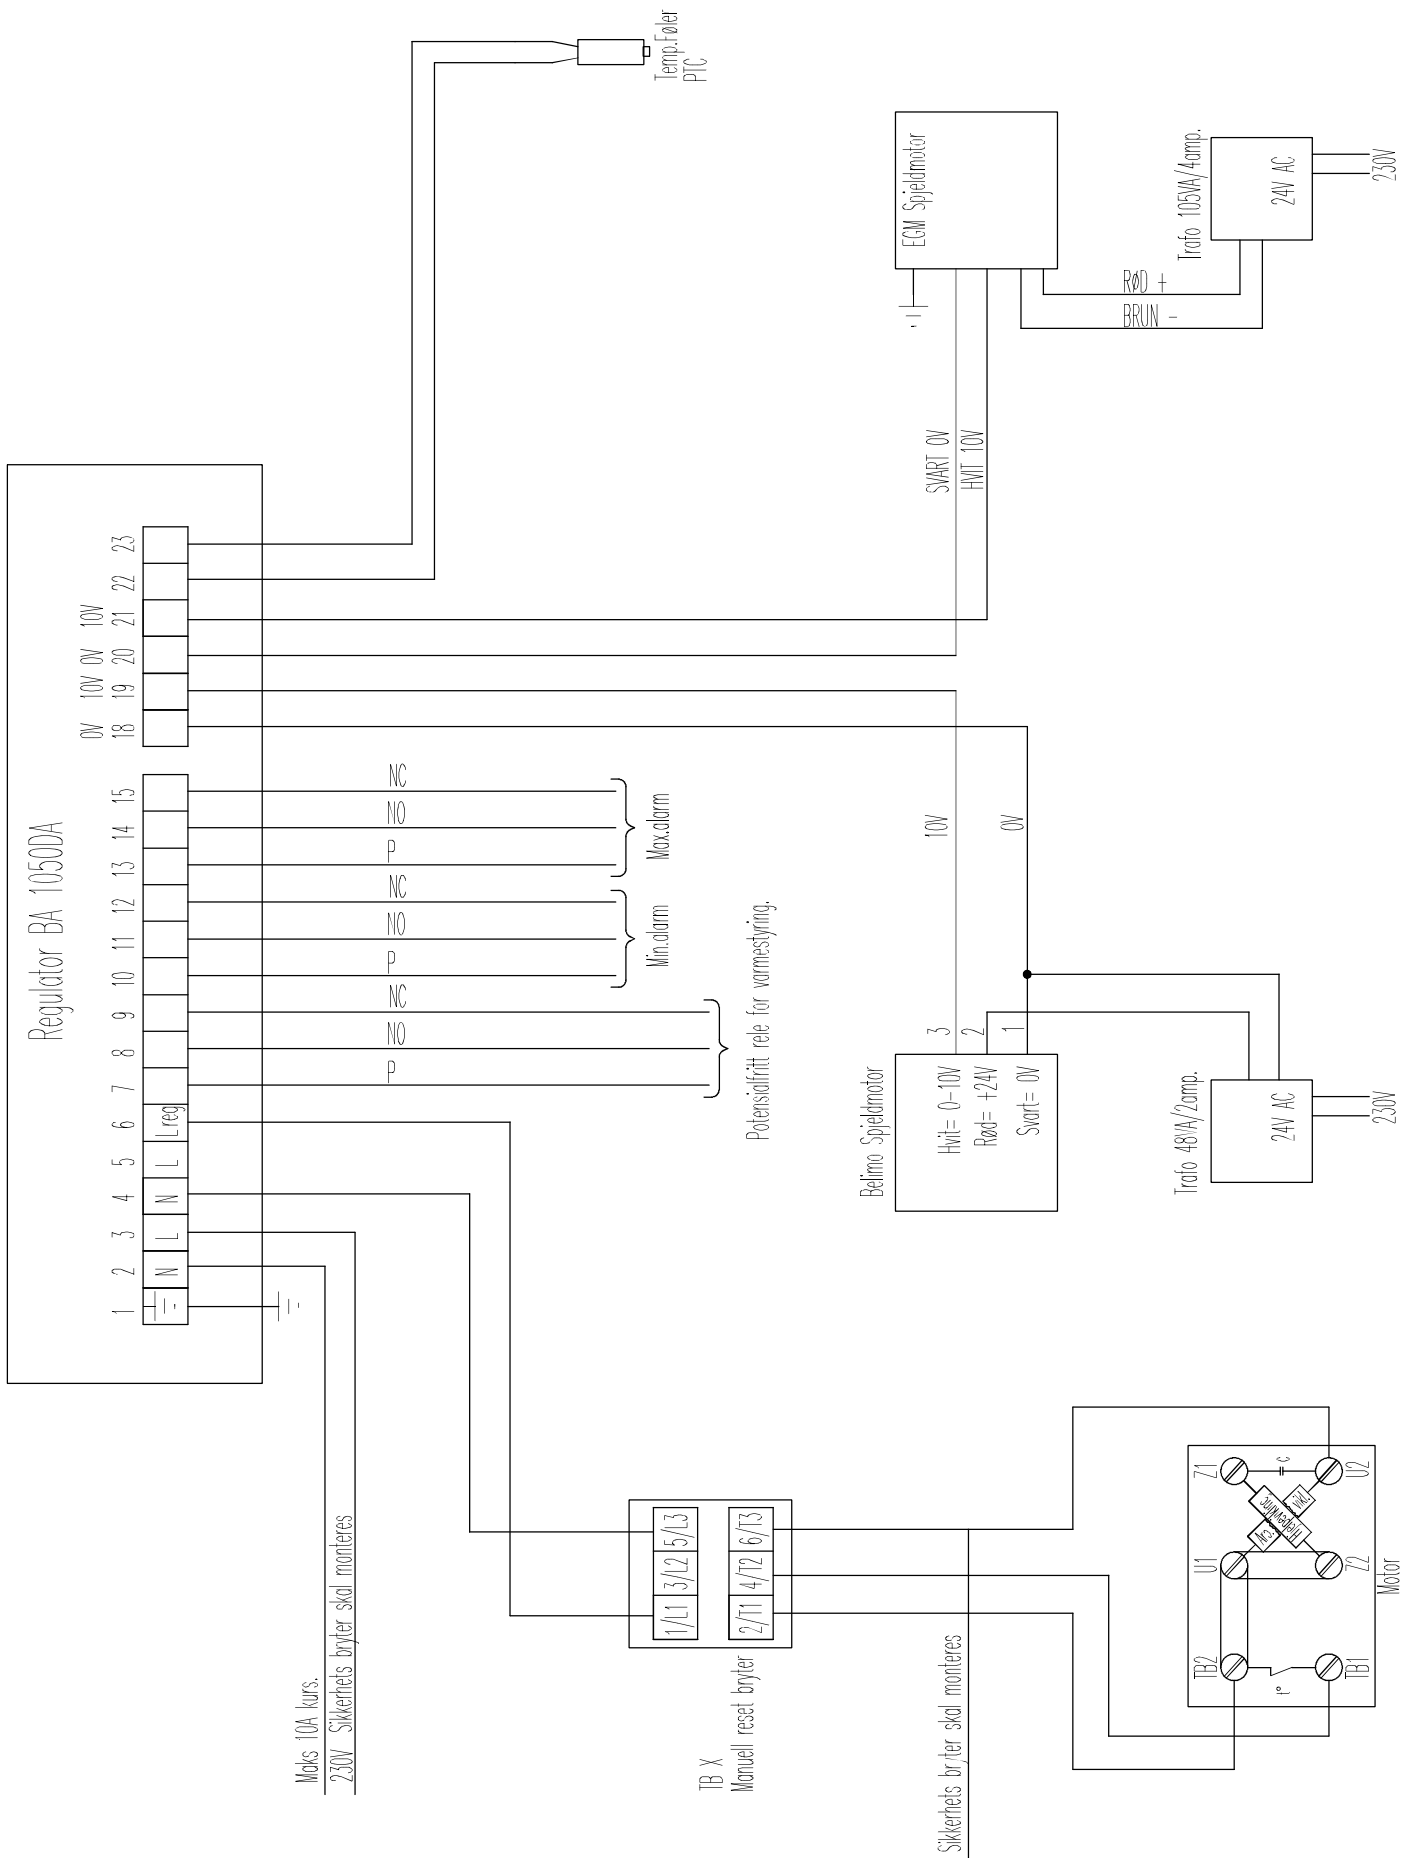 Regulator BA 1050DA
1 2 3 4 5 6 7 8 9 10 11 12 13 14 15
N L N L Lreg
0V 10V 0V 10V
18 19 20 21 22 23
Temp.Føler
PTC
P NO NC P NO NC P NO NC
Max.alarm
Min.alarm
Potensialfritt rele for varmestyring.
Maks 10A kurs.
230V Sikkerhets bryter skal monteres
TB X
Manuell reset bryter
1/L1 3/L2 5/L3
2/T1 4/T2 6/T3
Sikkerhets bryter skal monteres
TB2 U1 Z1
t° c
TB1 Z2 U2
Motor
Belimo Spjeldmotor
Hvit= 0-10V
Rød= +24V
Svart= 0V
3
2
1
10V
0V
Trafo 48VA/2amp.
24V AC
230V
SVART 0V
HVIT 10V
EGM Spjeldmotor
RØD +
BRUN -
Trafo 105VA/4amp.
24V AC
230V